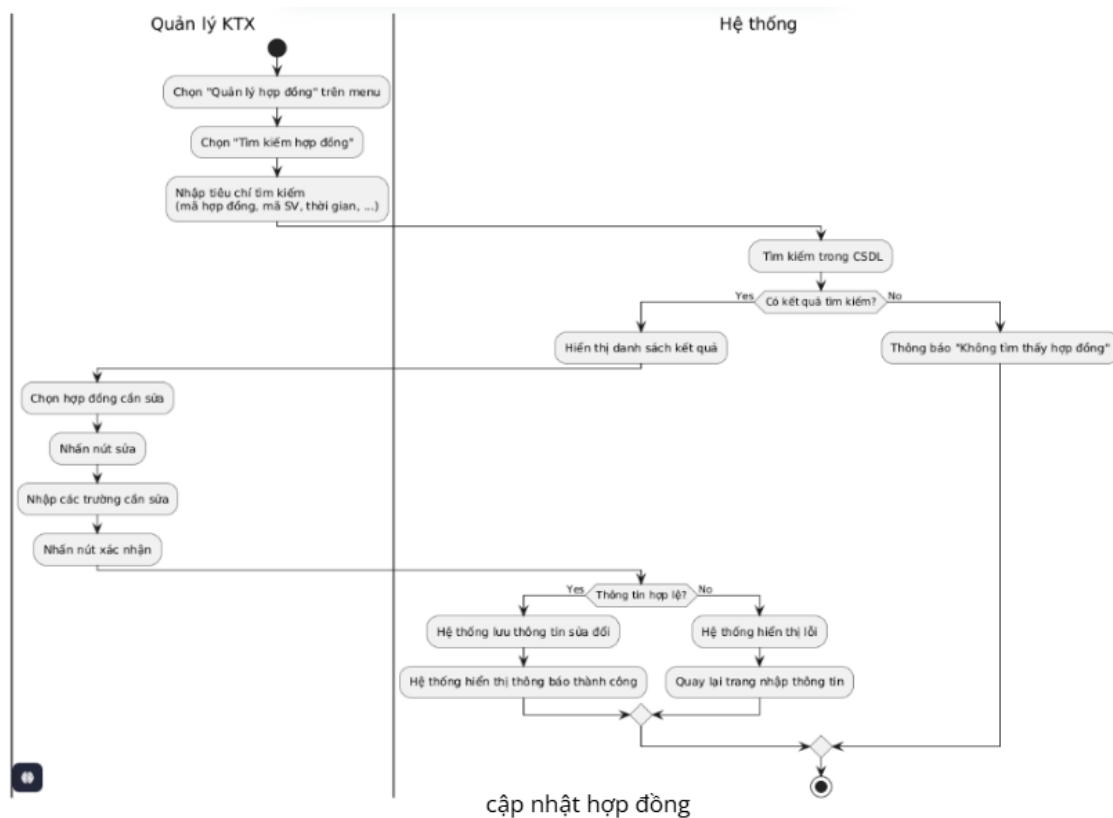 Quản lý KTX
Hệ thống
Chọn "Quản lý hợp đồng" trên menu
Chọn "Tìm kiếm hợp đồng"
Nhập tiêu chí tìm kiếm
(mã hợp đồng, mã SV, thời gian, ...)
Tìm kiếm trong CSDL
Yes
Có kết quả tìm kiếm?
No
Hiển thị danh sách kết quả
Thông báo "Không tìm thấy hợp đồng"
Chọn hợp đồng cần sửa
Nhấn nút sửa
Nhập các trường cần sửa
Nhấn nút xác nhận
Yes
Thông tin hợp lệ?
No
Hệ thống lưu thông tin sửa đổi
Hệ thống hiển thị lỗi
Hệ thống hiển thị thông báo thành công
Quay lại trang nhập thông tin
cập nhật hợp đồng